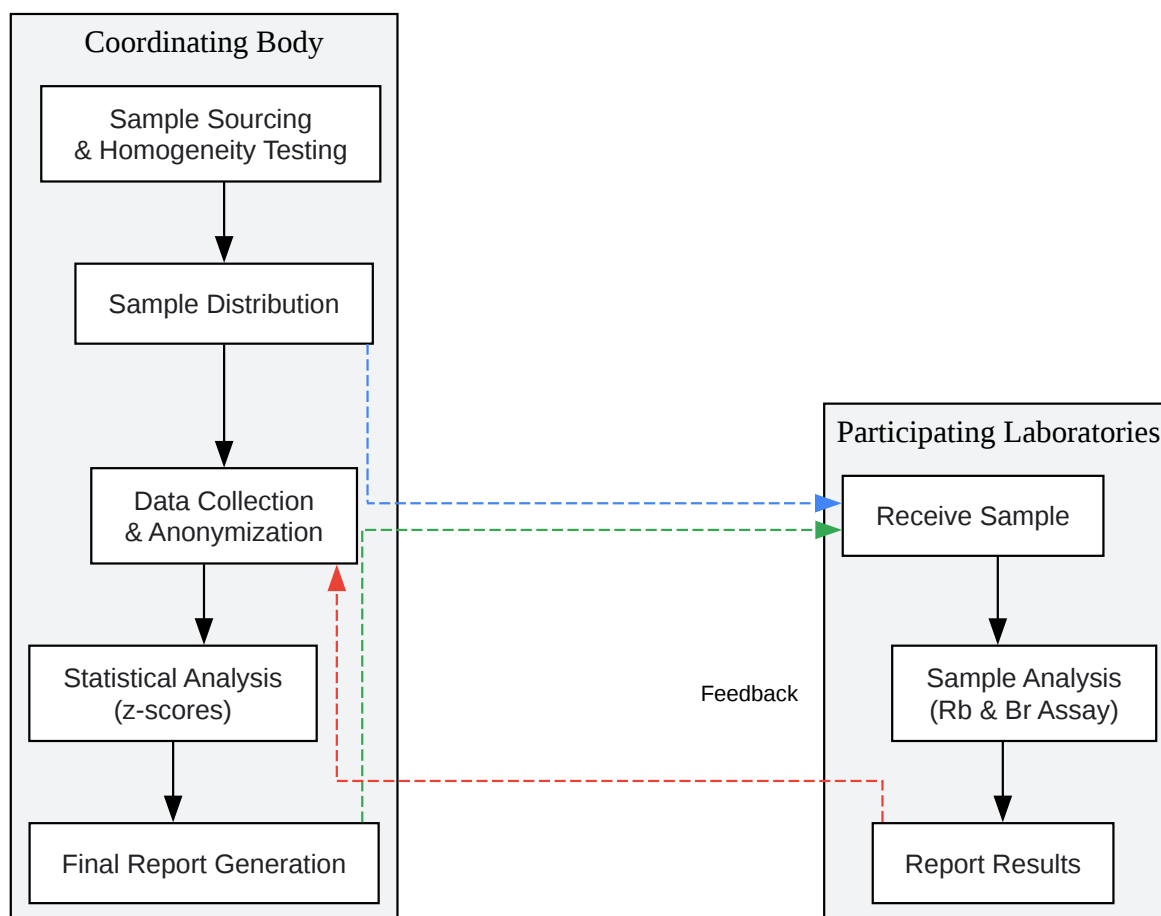 Coordinating Body
Sample Sourcing
& Homogeneity Testing
Sample Distribution
Data Collection
& Anonymization
Statistical Analysis
(z-scores)
Final Report Generation
Feedback
Participating Laboratories
Receive Sample
Sample Analysis
(Rb & Br Assay)
Report Results